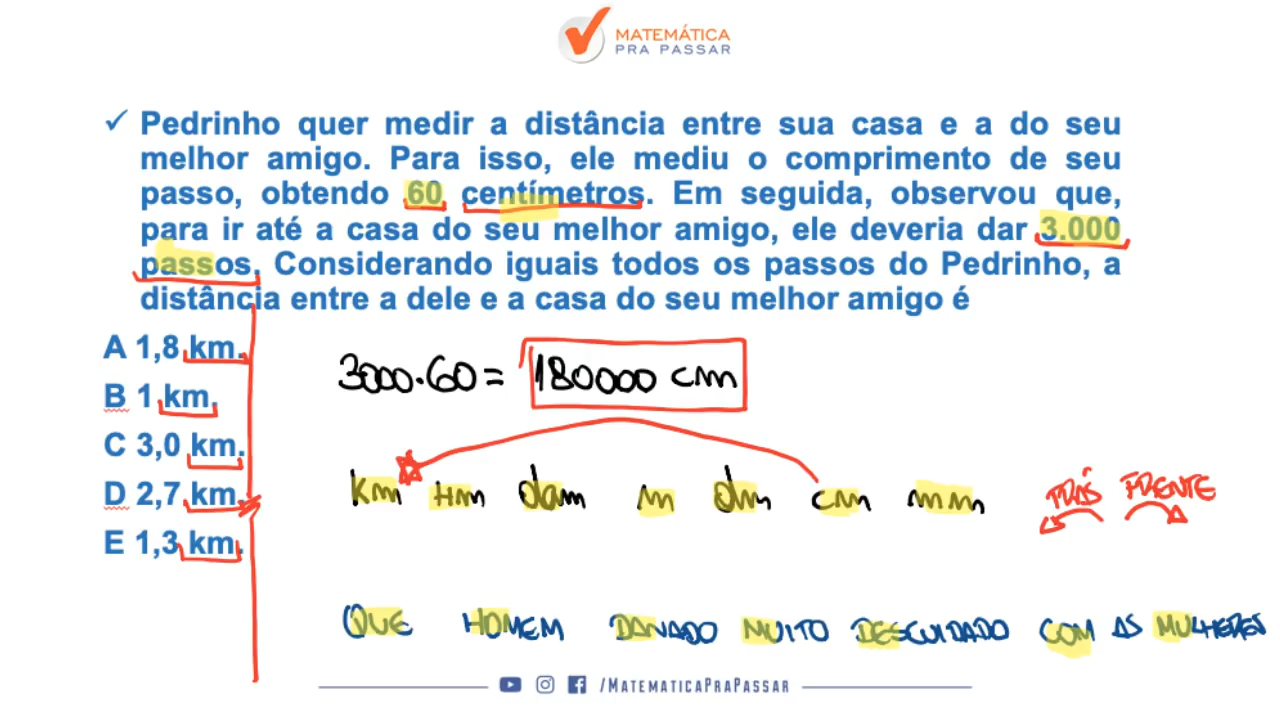 MATEMÁTICA
PRA PASSAR
✓ Pedrinho quer medir a distância entre sua casa e a do seu
melhor amigo. Para isso, ele mediu o comprimento de seu
passo, obtendo 60 centímetros. Em seguida, observou que,
para ir até a casa do seu melhor amigo, ele deveria dar 3.000
passos. Considerando iguais todos os passos do Pedrinho, a
distância entre a dele e a casa do seu melhor amigo é
A 1,8 km.
B 1 km.
C 3,0 km.
D 2,7 km.
E 1,3 km.
3000·60 = 180000 cm
km Hm dam m dm cm mm
TRÁS FRENTE
QUE HOMEM DANADO MUITO DESCUIDADO COM AS MULHERES
/MATEMATICAPRAPASSAR